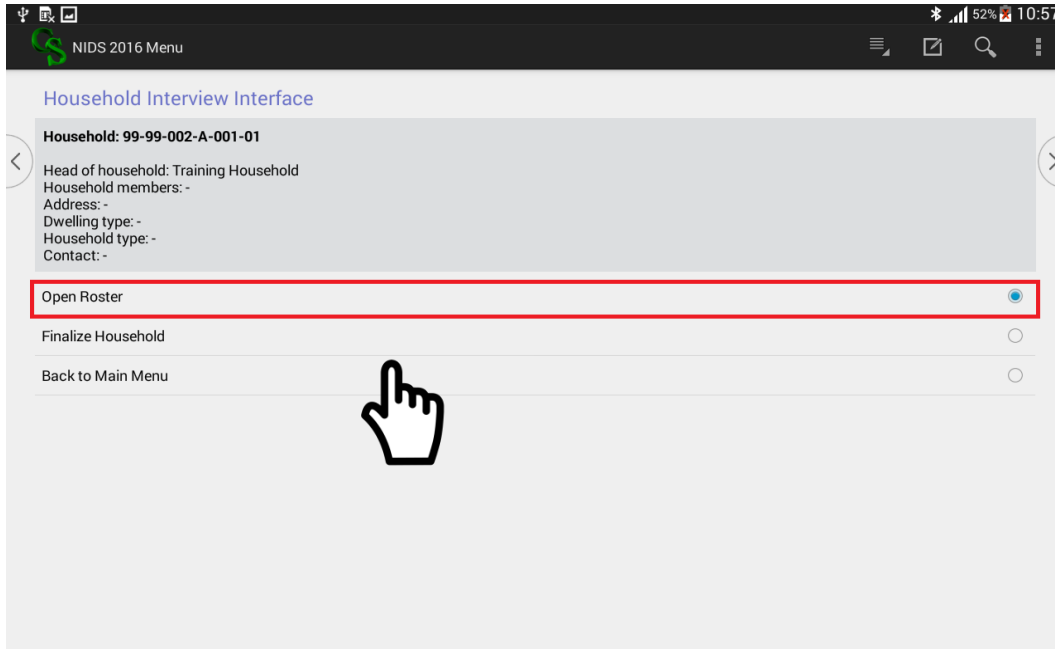 52% 10:57
CS
NIDS 2016 Menu
Household Interview Interface
Household: 99-99-002-A-001-01
Head of household: Training Household
Household members: -
Address: -
Dwelling type: -
Household type: -
Contact: -
Open Roster
Finalize Household
Back to Main Menu